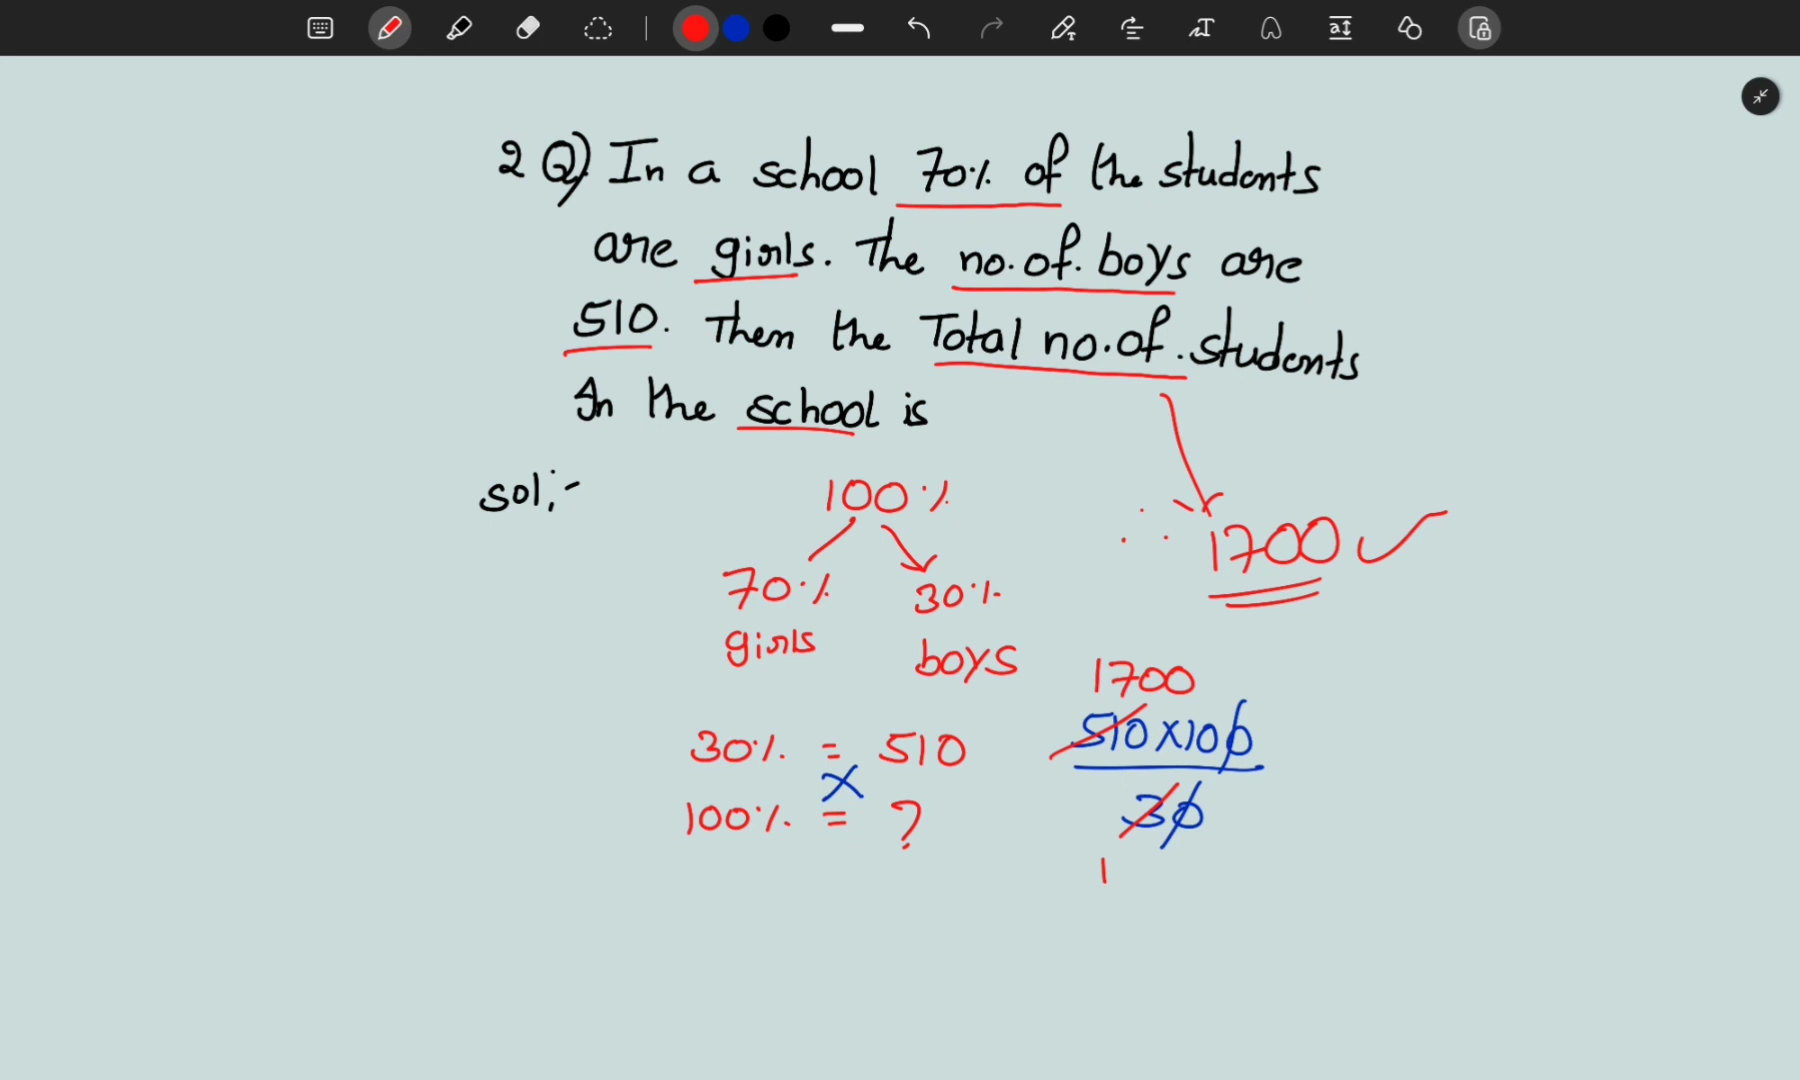 2 Q) In a school 70% of the students
are girls. The no.of.boys are
510. Then the Total no.of.students
In the school is
sol:-
100%
∴ 1700
70% 30%
girls boys
1700
30% = 510
510x100
30
100% = ?
1